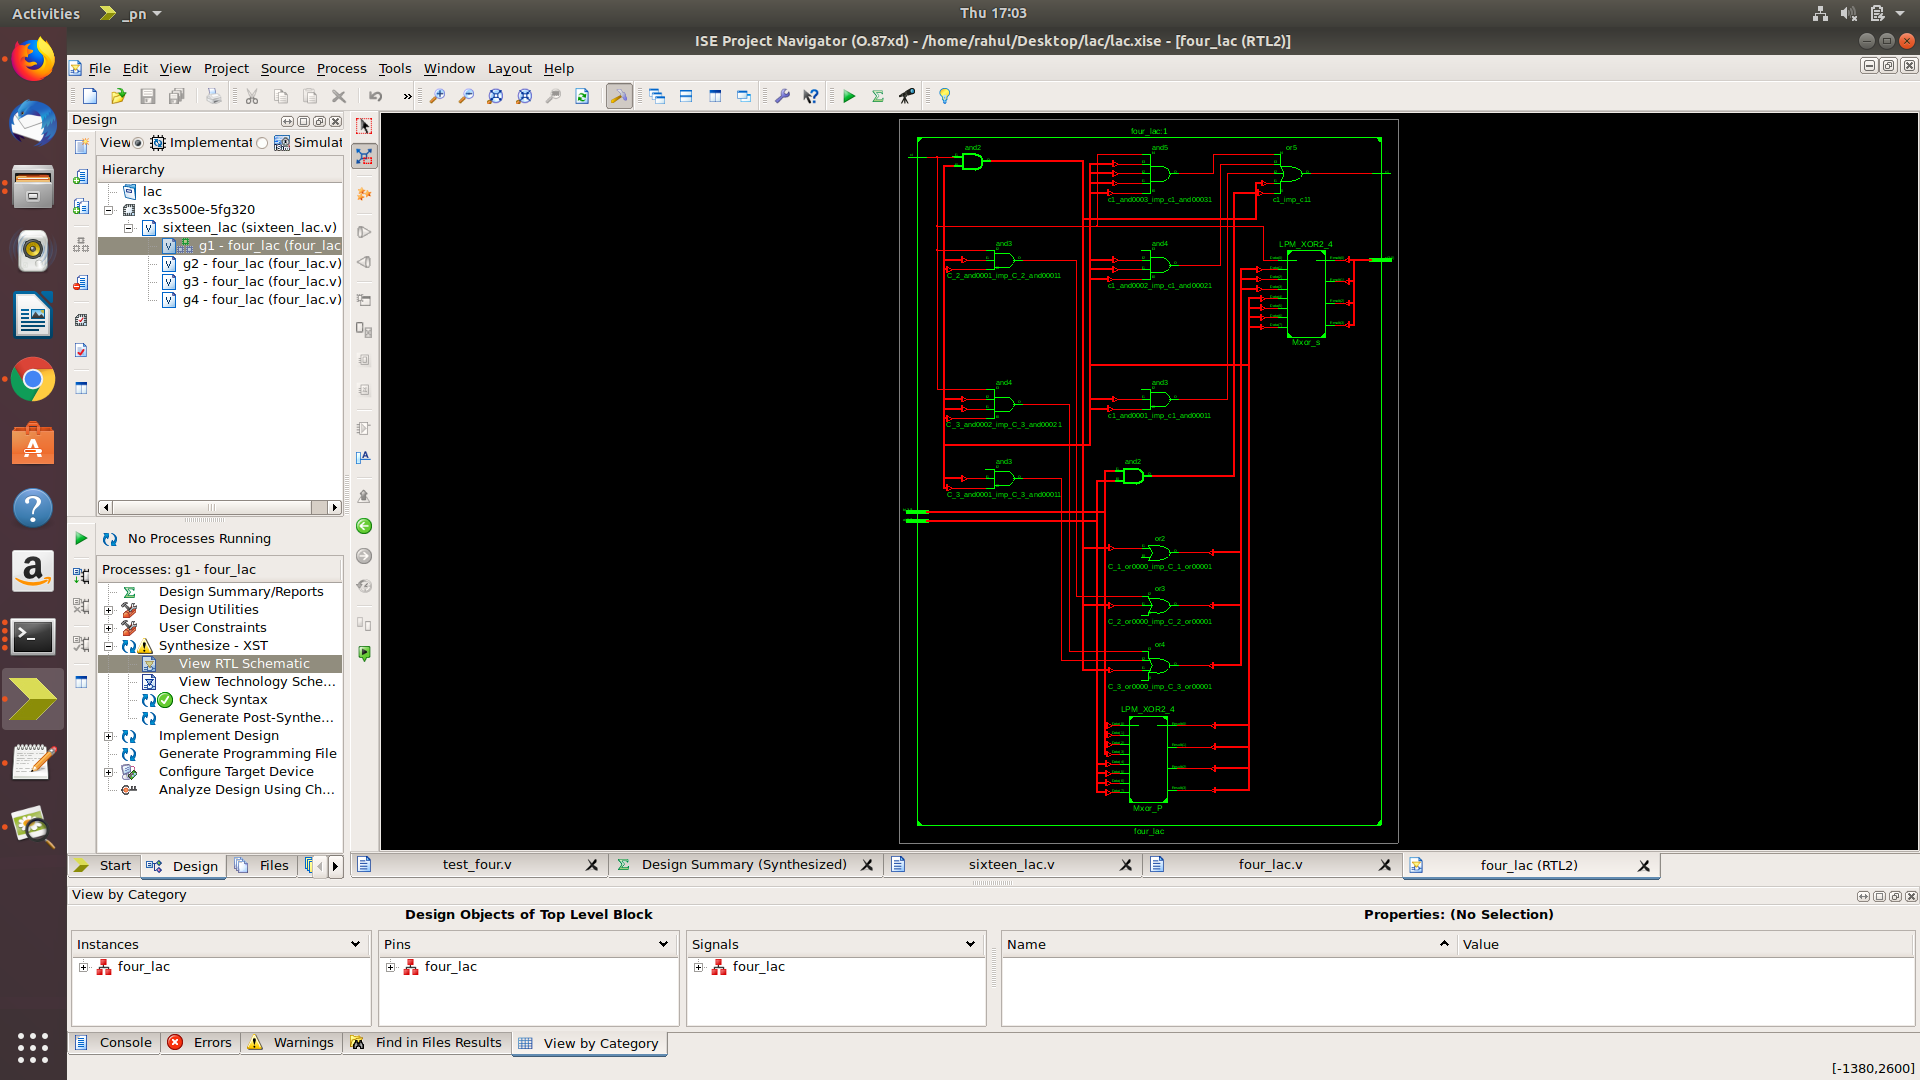 Activities
_pn
Thu 17:03
ISE Project Navigator (O.87xd) - /home/rahul/Desktop/lac/lac.xise - [four_lac (RTL2)]
File Edit View Project Source Process Tools Window Layout Help
Design
View Implementat Simulat
Hierarchy
lac
xc3s500e-5fg320
sixteen_lac (sixteen_lac.v)
g1 - four_lac (four_lac
g2 - four_lac (four_lac.v)
g3 - four_lac (four_lac.v)
g4 - four_lac (four_lac.v)
No Processes Running
Processes: g1 - four_lac
Design Summary/Reports
Design Utilities
User Constraints
Synthesize - XST
View RTL Schematic
View Technology Sche...
Check Syntax
Generate Post-Synthe...
Implement Design
Generate Programming File
Configure Target Device
Analyze Design Using Ch...
Start Design Files
four_lac:1
and2
and5
c1_and0003_imp_c1_and00031
or5
c1_imp_c11
and3
C_2_and0001_imp_C_2_and00011
and4
c1_and0002_imp_c1_and00021
LPM_XOR2_4
Mxor_s
and4
C_3_and0002_imp_C_3_and00021
and3
c1_and0001_imp_c1_and00011
and3
C_3_and0001_imp_C_3_and00011
and2
or2
C_1_or0000_imp_C_1_or00001
or3
C_2_or0000_imp_C_2_or00001
or4
C_3_or0000_imp_C_3_or00001
LPM_XOR2_4
Mxor_P
four_lac
test_four.v
Design Summary (Synthesized)
sixteen_lac.v
four_lac.v
four_lac (RTL2)
View by Category
Design Objects of Top Level Block
Properties: (No Selection)
Instances
Pins
Signals
Name
Value
four_lac
four_lac
four_lac
Console
Errors
Warnings
Find in Files Results
View by Category
[-1380,2600]